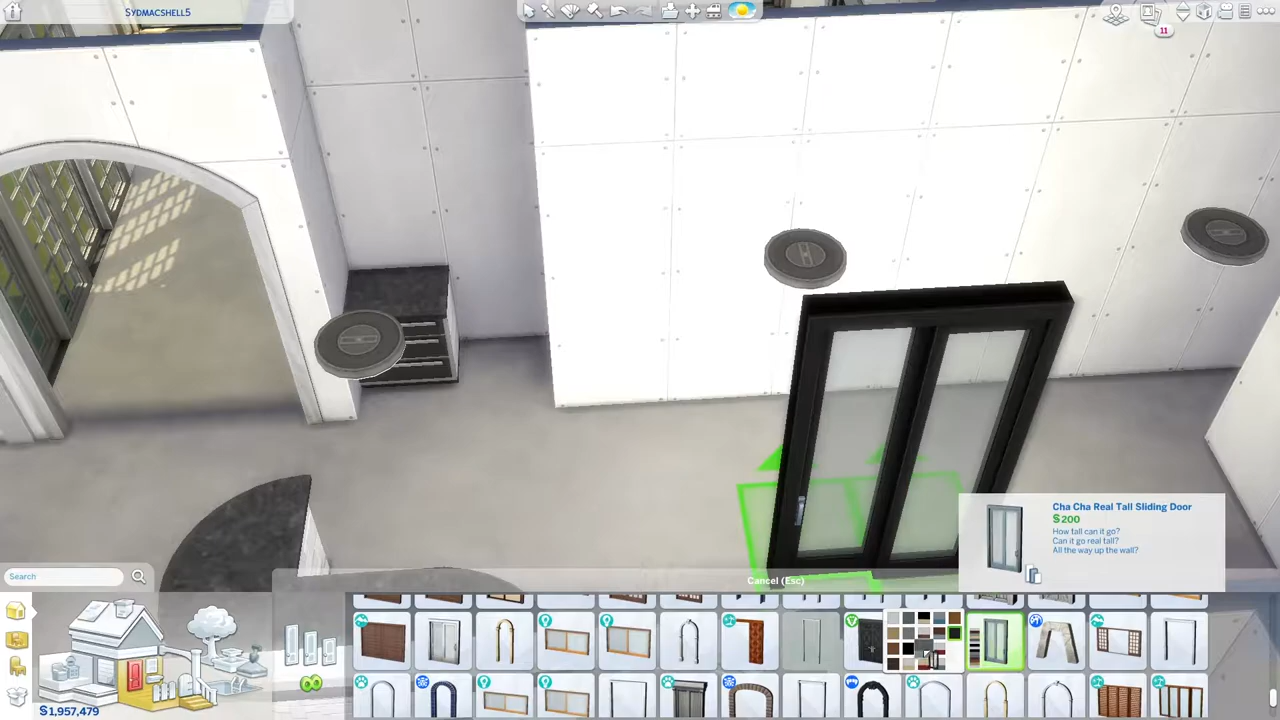 SYDMACSHELL5
11
Cha Cha Real Tall Sliding Door
§200
How tall can it go?
Can it go real tall?
All the way up the wall?
Cancel (Esc)
Search
§1,957,479